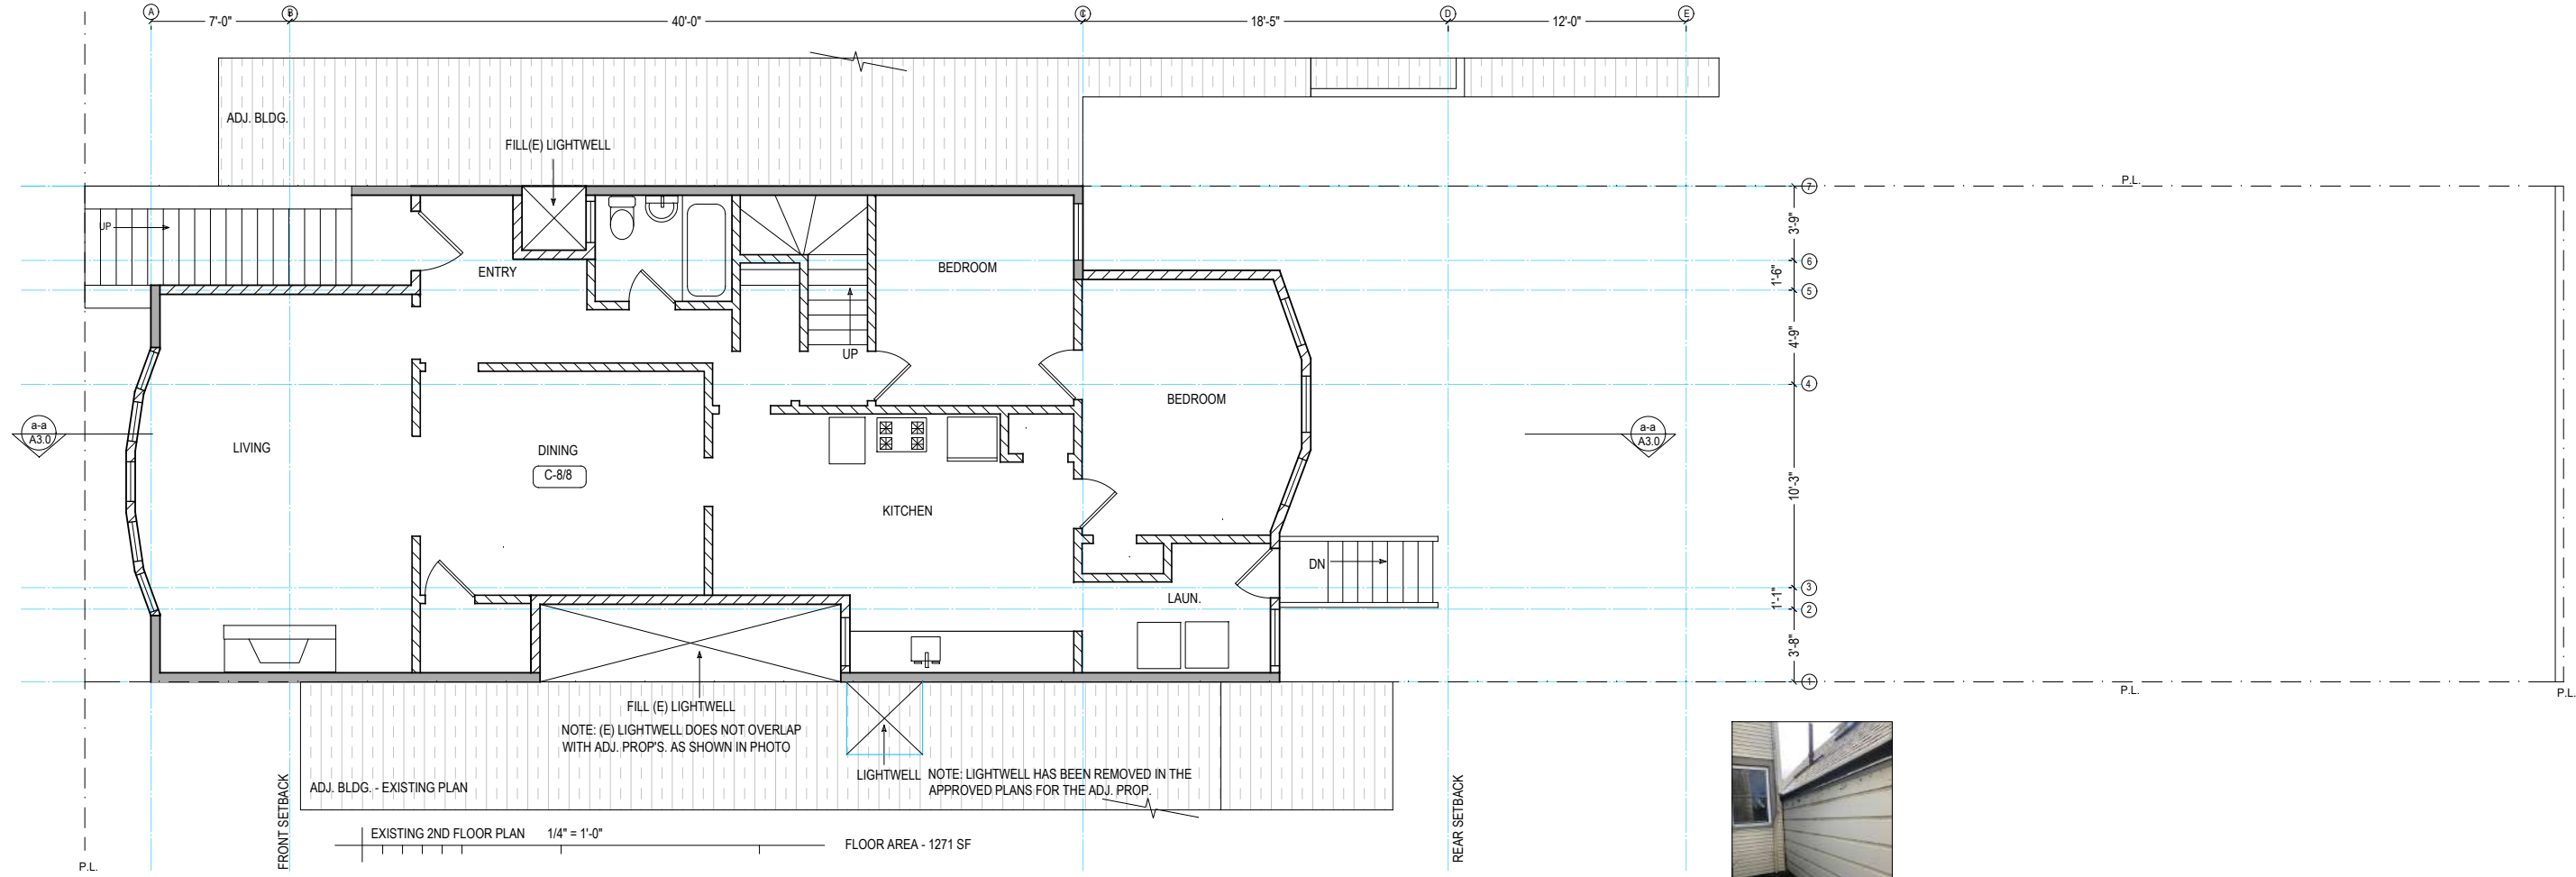 A
7'-0"
B
40'-0"
C
18'-5"
D
12'-0"
E
ADJ. BLDG.
FILL(E) LIGHTWELL
P.L.
7
3'-9"
UP
ENTRY
BEDROOM
6
1'-6"
5
4'-9"
UP
4
BEDROOM
a-a
A3.0
LIVING
DINING
C-8/8
a-a
A3.0
KITCHEN
10'-3"
DN
LAUN.
3
1'-1"
2
3'-8"
1
P.L.
P.L.
FILL (E) LIGHTWELL
NOTE: (E) LIGHTWELL DOES NOT OVERLAP
WITH ADJ. PROP'S. AS SHOWN IN PHOTO
LIGHTWELL
NOTE: LIGHTWELL HAS BEEN REMOVED IN THE
APPROVED PLANS FOR THE ADJ. PROP.
ADJ. BLDG. - EXISTING PLAN
FRONT SETBACK
REAR SETBACK
EXISTING 2ND FLOOR PLAN 1/4" = 1'-0"
FLOOR AREA - 1271 SF
P.L.